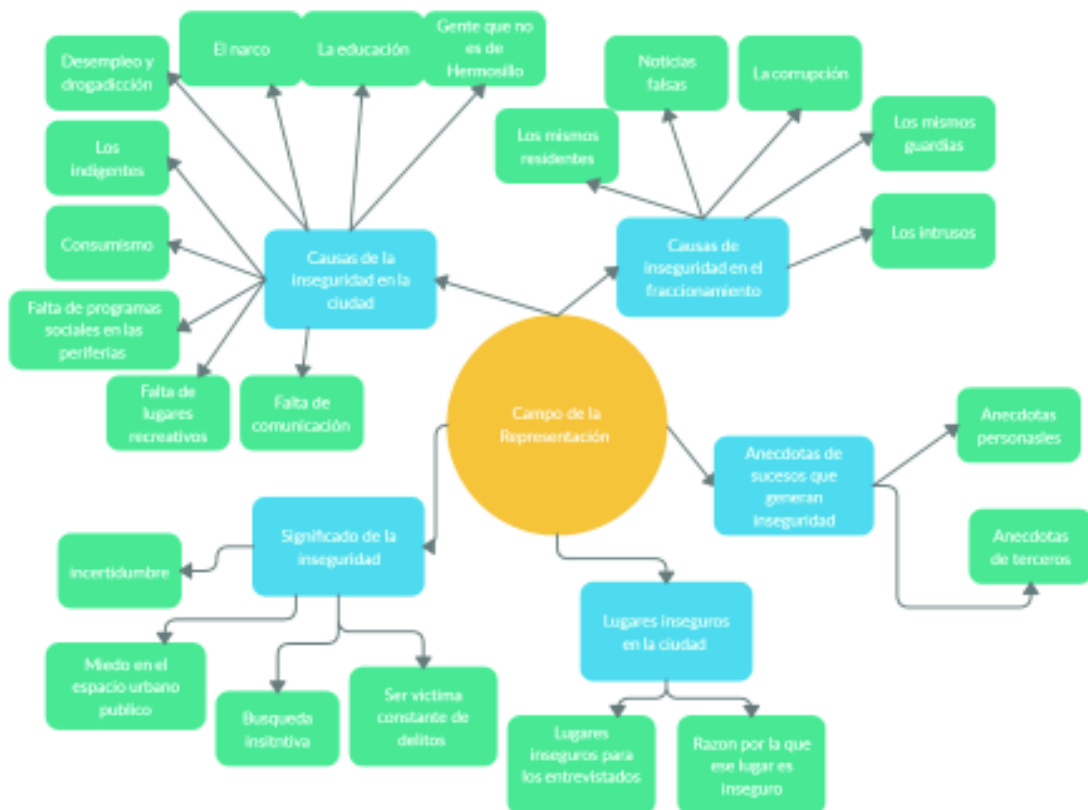 Desempleo y
drogadicción
El narco
La educación
Gente que no
es de
Hermosillo
Noticias
falsas
La corrupción
Los mismos
residentes
Los mismos
guardias
Los intrusos
Los
indigentes
Consumismo
Falta de programas
sociales en las
periferias
Falta de
lugares
recreativos
Falta de
comunicación
Causas de la
inseguridad en la
ciudad
Causas de
inseguridad en el
fraccionamiento
Campo de la
Representación
Anecdotas de
sucesos que
generan
inseguridad
Anecdotas
personasles
Anecdotas
de terceros
Significado de la
inseguridad
incertidumbre
Miedo en el
espacio urbano
publico
Busqueda
insitntiva
Ser victima
constante de
delitos
Lugares inseguros
en la ciudad
Lugares
inseguros para
los entrevistados
Razon por la que
ese lugar es
inseguro